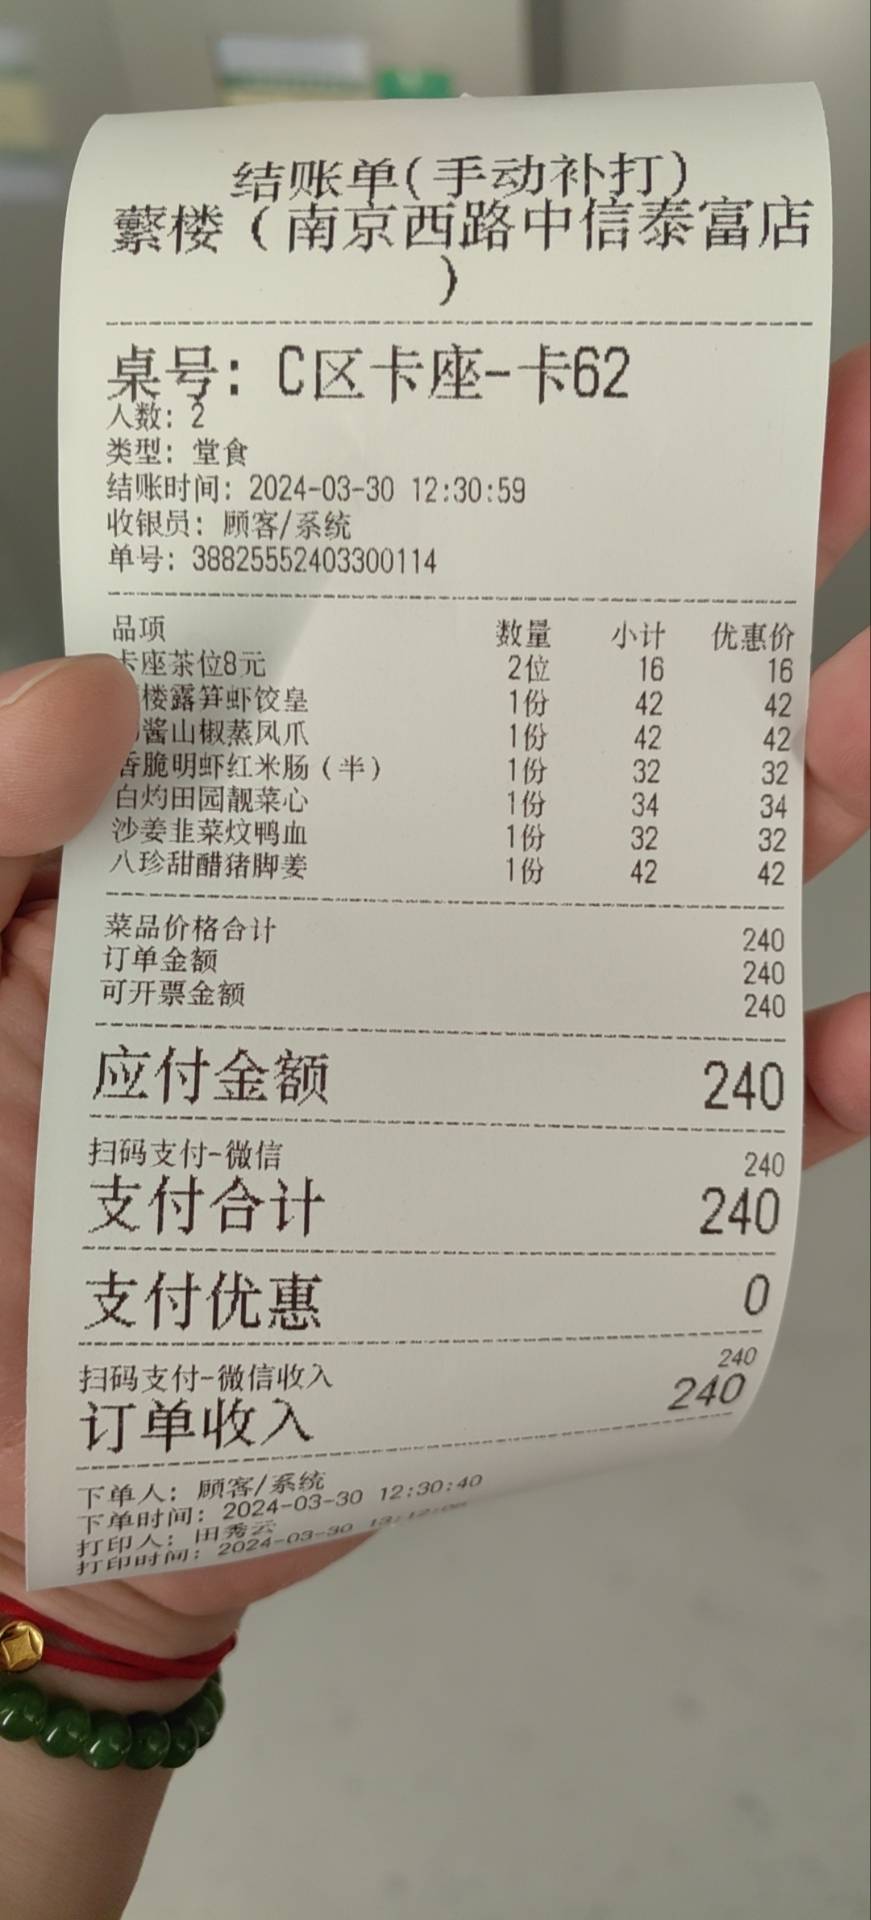 结账单(手动补打)
蘩楼(南京西路中信泰富店
)
桌号: C区卡座-卡62
人数: 2
类型: 堂食
结账时间: 2024-03-30 12:30:59
收银员: 顾客/系统
单号: 38825552403300114
品项 数量 小计 优惠价
卡座茶位8元 2位 16 16
楼露笋虾饺皇 1份 42 42
酱山椒蒸凤爪 1份 42 42
香脆明虾红米肠(半) 1份 32 32
白灼田园靓菜心 1份 34 34
沙姜韭菜炆鸭血 1份 32 32
八珍甜醋猪脚姜 1份 42 42
菜品价格合计 240
订单金额 240
可开票金额 240
应付金额 240
扫码支付-微信 240
支付合计 240
支付优惠 0
扫码支付-微信收入 240
订单收入 240
下单人: 顾客/系统
下单时间: 2024-03-30 12:30:40
打印人: 田秀云
打印时间: 2024-03-30